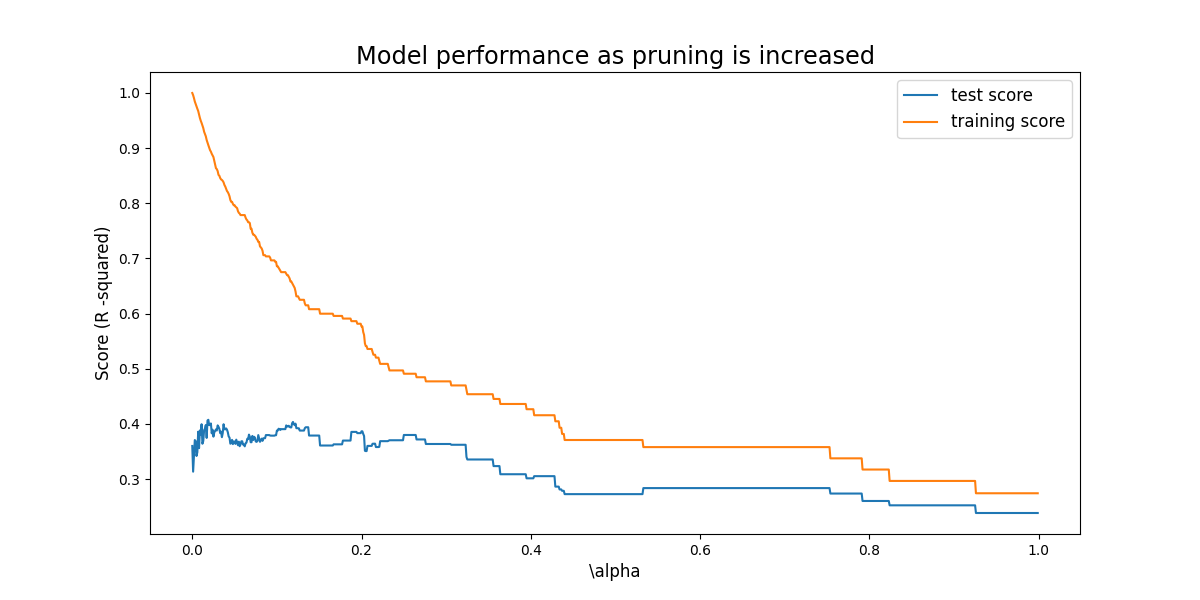 Model performance as pruning is increased
test score
training score
Score (R -squared)
1.0
0.9
0.8
0.7
0.6
0.5
0.4
0.3
0.0 0.2 0.4 0.6 0.8 1.0
\alpha